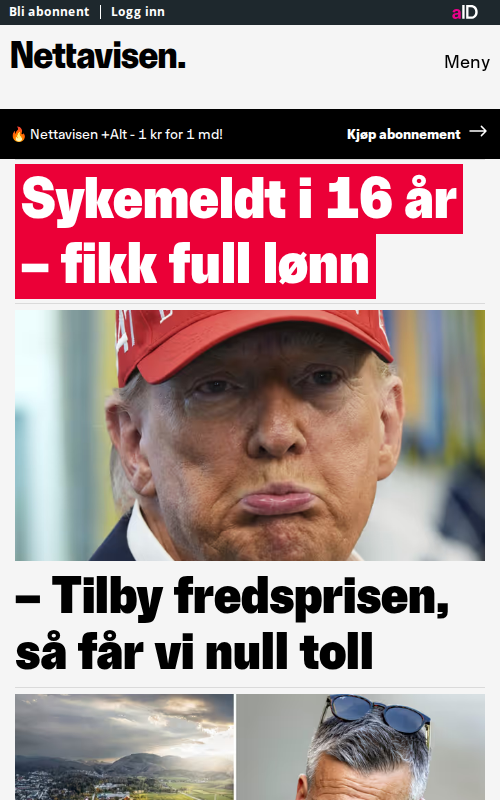 Bli abonnent | Logg inn
aID
Nettavisen.
Meny
🔥 Nettavisen +Alt - 1 kr for 1 md!
Kjøp abonnement →
Sykemeldt i 16 år
– fikk full lønn
– Tilby fredsprisen,
så får vi null toll